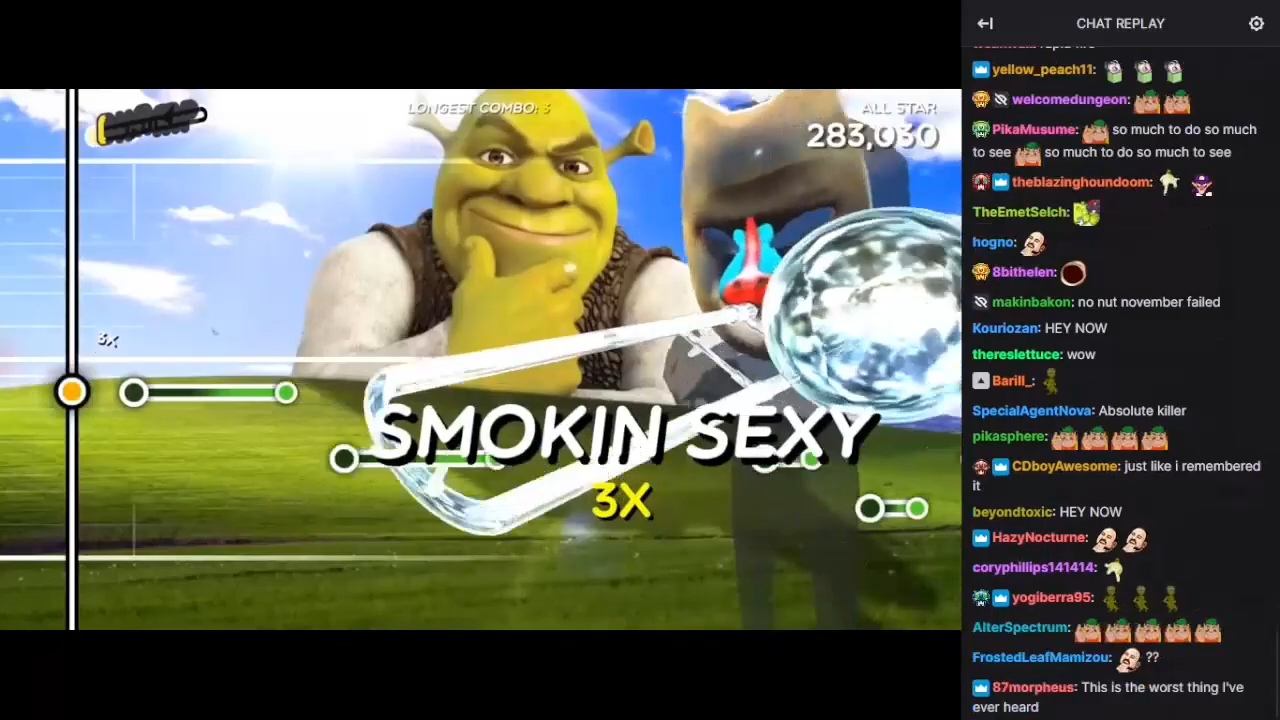 LONGEST COMBO: 3
ALL STAR
283,030
3X
SMOKIN SEXY
3X
CHAT REPLAY
yellow_peach11:
welcomedungeon:
PikaMusume: so much to do so much
to see so much to do so much to see
theblazinghoundoom:
TheEmetSelch:
hogno:
8bithelen:
makinbakon: no nut november failed
Kouriozan: HEY NOW
thereslettuce: wow
Barill_:
SpecialAgentNova: Absolute killer
pikasphere:
CDboyAwesome: just like i remembered
it
beyondtoxic: HEY NOW
HazyNocturne:
coryphillips141414:
yogiberra95:
AlterSpectrum:
FrostedLeafMamizou: ??
87morpheus: This is the worst thing I've
ever heard